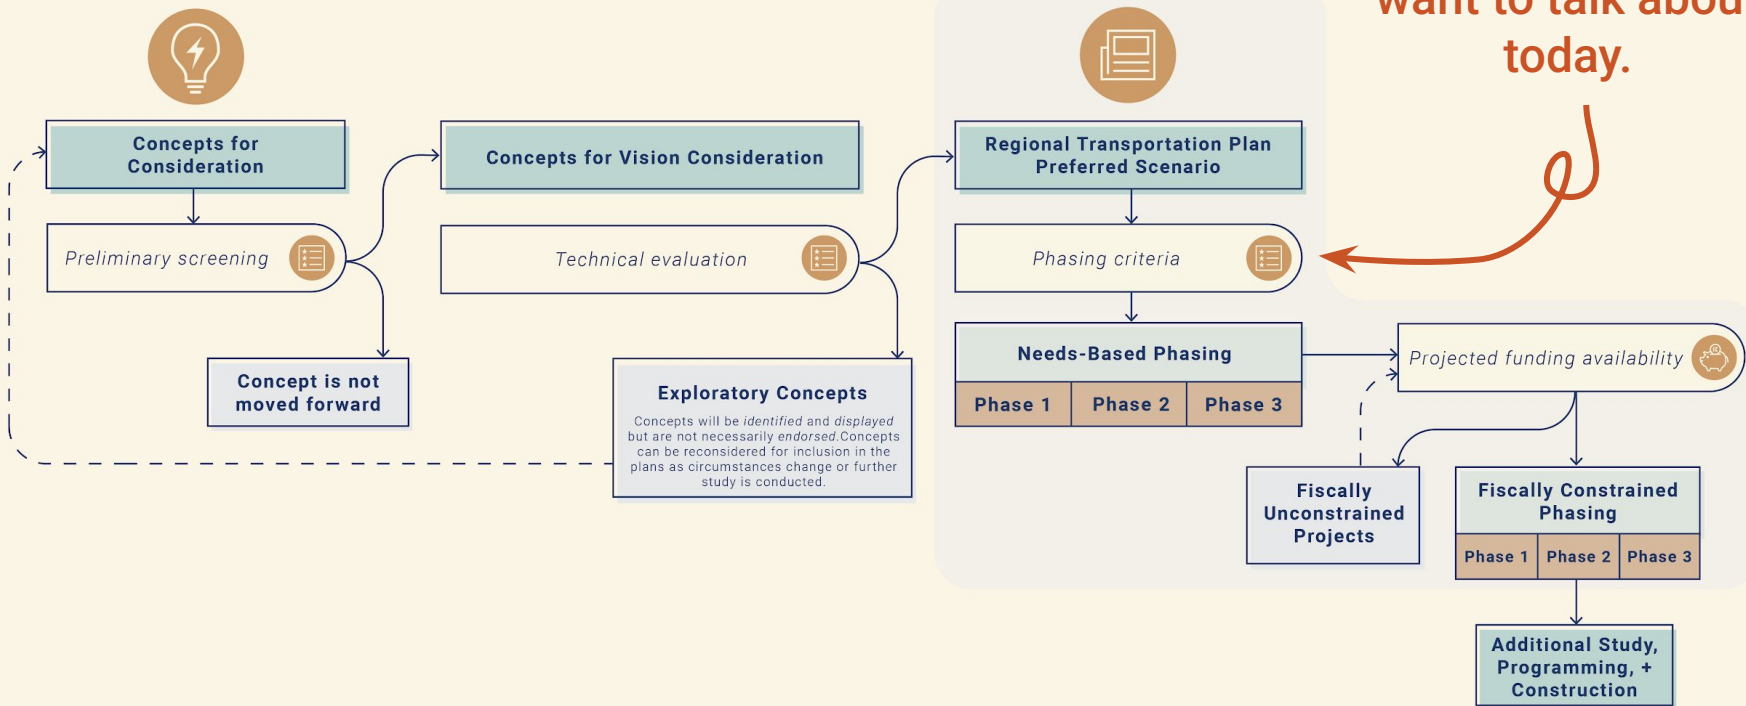 want to talk about
today.
Concepts for
Consideration
Preliminary screening
Concept is not
moved forward
Concepts for Vision Consideration
Technical evaluation
Exploratory Concepts
Concepts will be identified and displayed
but are not necessarily endorsed.Concepts
can be reconsidered for inclusion in the
plans as circumstances change or further
study is conducted.
Regional Transportation Plan
Preferred Scenario
Phasing criteria
Needs-Based Phasing
Phase 1 Phase 2 Phase 3
Projected funding availability
Fiscally
Unconstrained
Projects
Fiscally Constrained
Phasing
Phase 1 Phase 2 Phase 3
Additional Study,
Programming, +
Construction